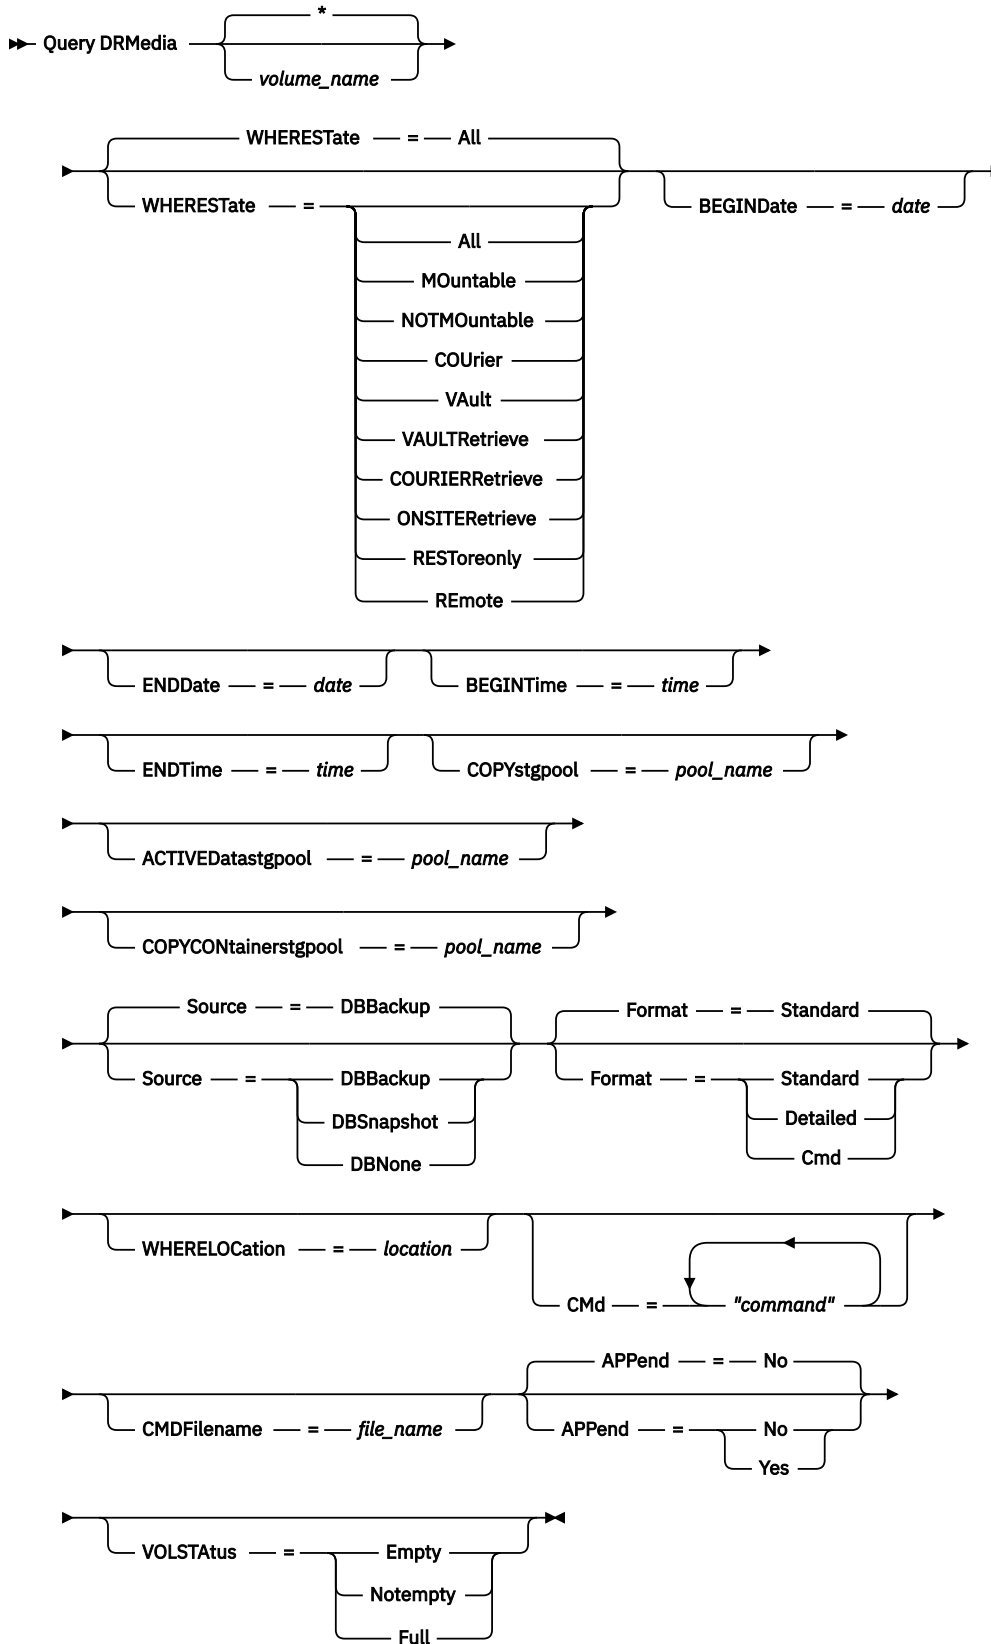 *
Query DRMedia
volume_name
WHERESTate = All
WHERESTate =
BEGINDate = date
All
MOuntable
NOTMOuntable
COUrier
VAult
VAULTRetrieve
COURIERRetrieve
ONSITERetrieve
RESToreonly
REmote
ENDDate = date BEGINTime = time
ENDTime = time COPYstgpool = pool_name
ACTIVEDatastgpool = pool_name
COPYCONtainerstgpool = pool_name
Source = DBBackup Format = Standard
Source = DBBackup Format = Standard
DBSnapshot Detailed
DBNone Cmd
WHERELOCation = location
CMd = "command"
APPend = No
CMDFilename = file_name APPend = No
Yes
VOLSTAtus = Empty
Notempty
Full